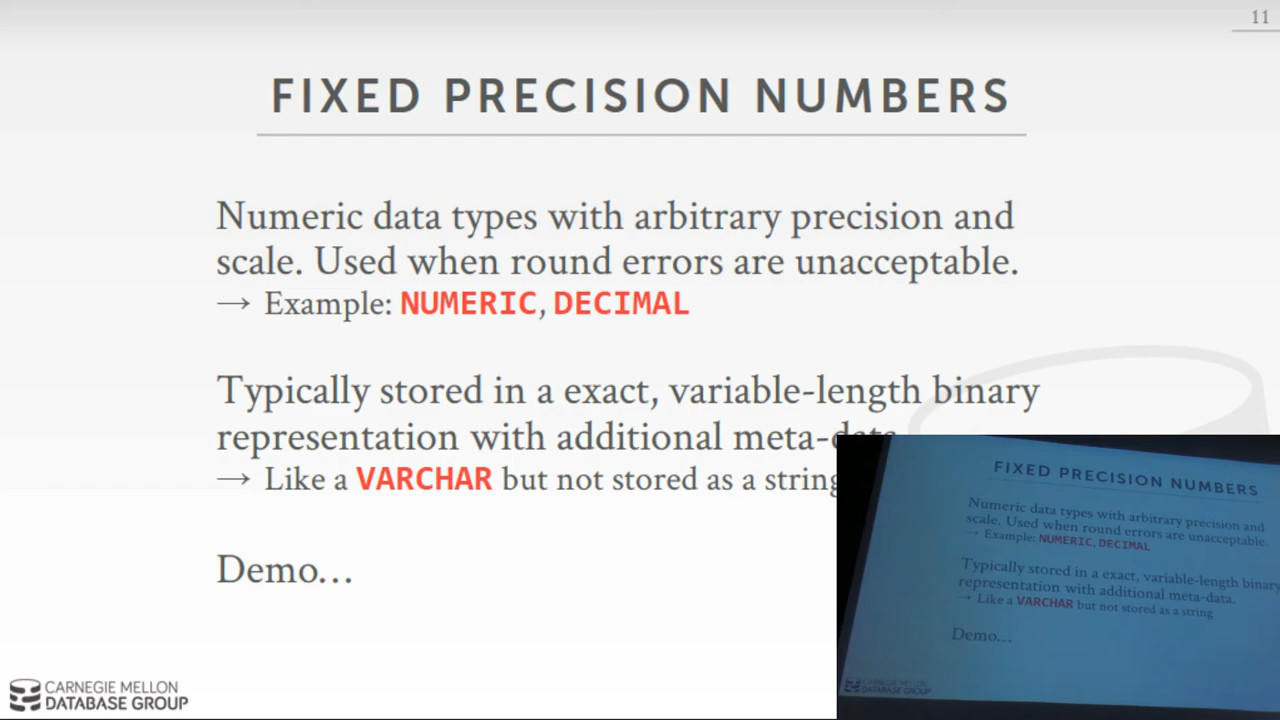 11
FIXED PRECISION NUMBERS
Numeric data types with arbitrary precision and
scale. Used when round errors are unacceptable.
→ Example: NUMERIC, DECIMAL
Typically stored in a exact, variable-length binary
representation with additional meta-data.
→ Like a VARCHAR but not stored as a string
Demo...
CARNEGIE MELLON
DATABASE GROUP
FIXED PRECISION NUMBERS
Numeric data types with arbitrary precision and
scale. Used when round errors are unacceptable.
→ Example: NUMERIC, DECIMAL
Typically stored in a exact, variable-length binary
representation with additional meta-data.
→ Like a VARCHAR but not stored as a string
Demo...
CARNEGIE MELLON
DATABASE GROUP